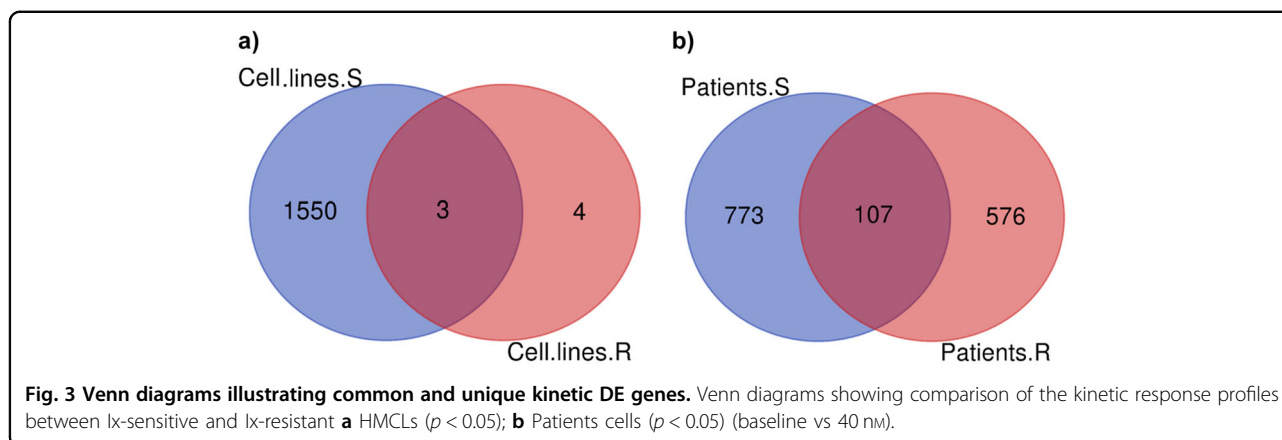 a)
Cell.lines.S
1550
3
4
Cell.lines.R
b)
Patients.S
773
107
576
Patients.R
Fig. 3 Venn diagrams illustrating common and unique kinetic DE genes. Venn diagrams showing comparison of the kinetic response profiles
between Ix-sensitive and Ix-resistant a HMCLs (p < 0.05); b Patients cells (p < 0.05) (baseline vs 40 nM).